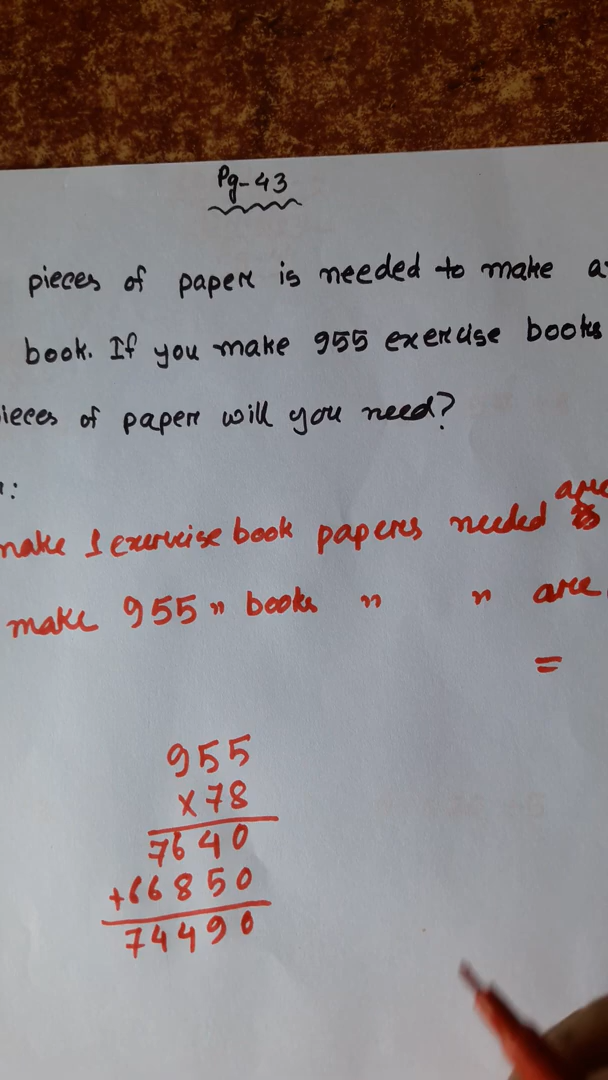 Pg-43
pieces of paper is needed to make a
book. If you make 955 exercise books
ieces of paper will you need?
:
make 1 exercise book papers needed are
make 955 " books " " are
=
955
×78
7640
+66850
74490